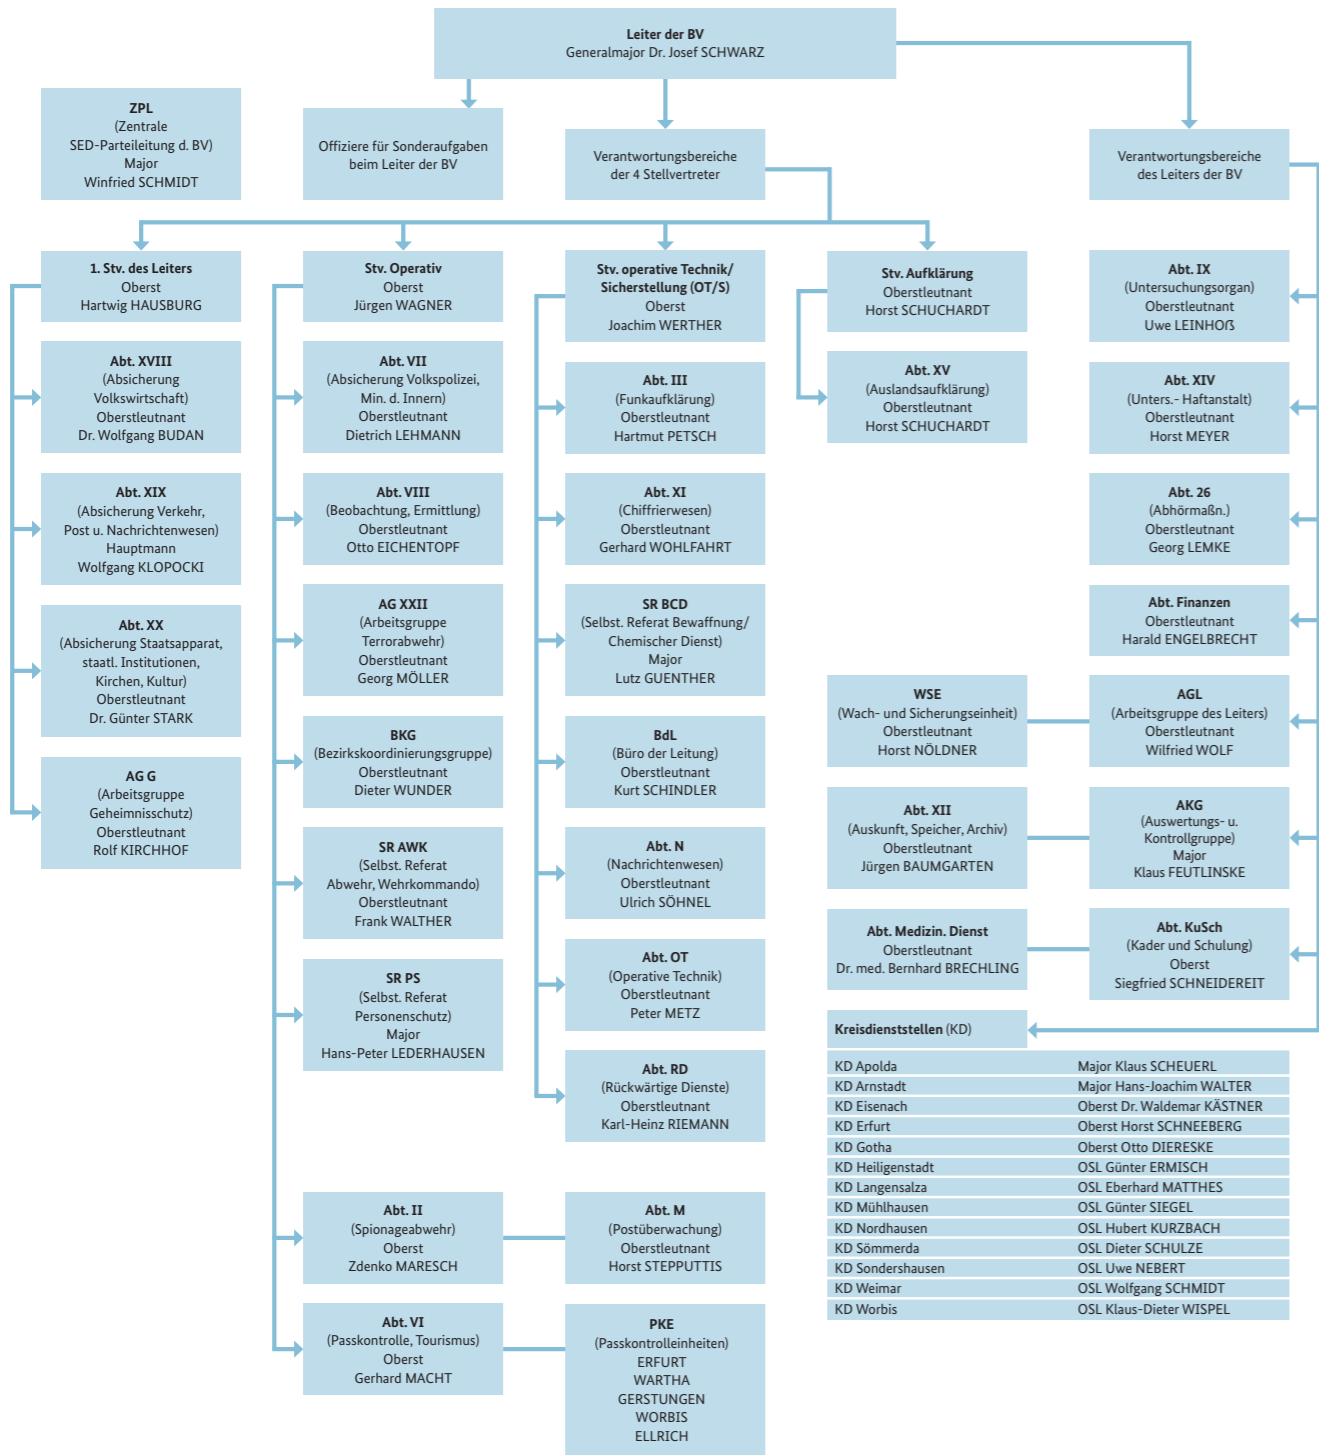 Leiter der BV
Generalmajor Dr. Josef SCHWARZ
ZPL
(Zentrale
SED-Parteileitung d. BV)
Major
Winfried SCHMIDT
Offiziere für Sonderaufgaben
beim Leiter der BV
Verantwortungsbereiche
der 4 Stellvertreter
Verantwortungsbereiche
des Leiters der BV
1. Stv. des Leiters
Oberst
Hartwig HAUSBURG
Abt. XVIII
(Absicherung
Volkswirtschaft)
Oberstleutnant
Dr. Wolfgang BUDAN
Abt. XIX
(Absicherung Verkehr,
Post u. Nachrichtenwesen)
Hauptmann
Wolfgang KLOPOCKI
Abt. XX
(Absicherung Staatsapparat,
staatl. Institutionen,
Kirchen, Kultur)
Oberstleutnant
Dr. Günter STARK
AG G
(Arbeitsgruppe
Geheimnisschutz)
Oberstleutnant
Rolf KIRCHHOF
Stv. Operativ
Oberst
Jürgen WAGNER
Abt. VII
(Absicherung Volkspolizei,
Min. d. Innern)
Oberstleutnant
Dietrich LEHMANN
Abt. VIII
(Beobachtung, Ermittlung)
Oberstleutnant
Otto EICHENTOPF
AG XXII
(Arbeitsgruppe
Terrorabwehr)
Oberstleutnant
Georg MÖLLER
BKG
(Bezirkskoordinierungsgruppe)
Oberstleutnant
Dieter WUNDER
SR AWK
(Selbst. Referat
Abwehr, Wehrkommando)
Oberstleutnant
Frank WALTHER
SR PS
(Selbst. Referat
Personenschutz)
Major
Hans-Peter LEDERHAUSEN
Abt. II
(Spionageabwehr)
Oberst
Zdenko MARESCH
Abt. VI
(Passkontrolle, Tourismus)
Oberst
Gerhard MACHT
Stv. operative Technik/
Sicherstellung (OT/S)
Oberst
Joachim WERTHER
Abt. III
(Funkaufklärung)
Oberstleutnant
Hartmut PETSCH
Abt. XI
(Chiffrierwesen)
Oberstleutnant
Gerhard WOHLFAHRT
SR BCD
(Selbst. Referat Bewaffnung/
Chemischer Dienst)
Major
Lutz GUENTHER
BdL
(Büro der Leitung)
Oberstleutnant
Kurt SCHINDLER
Abt. N
(Nachrichtenwesen)
Oberstleutnant
Ulrich SÖHNEL
Abt. OT
(Operative Technik)
Oberstleutnant
Peter METZ
Abt. RD
(Rückwärtige Dienste)
Oberstleutnant
Karl-Heinz RIEMANN
Abt. M
(Postüberwachung)
Oberstleutnant
Horst STEPPUTTIS
PKE
(Passkontrolleinheiten)
ERFURT
WARTHA
GERSTUNGEN
WORBIS
ELLRICH
Stv. Aufklärung
Oberstleutnant
Horst SCHUCHARDT
Abt. XV
(Auslandsaufklärung)
Oberstleutnant
Horst SCHUCHARDT
Abt. IX
(Untersuchungsorgan)
Oberstleutnant
Uwe LEINHOß
Abt. XIV
(Unters.- Haftanstalt)
Oberstleutnant
Horst MEYER
Abt. 26
(Abhörmaßn.)
Oberstleutnant
Georg LEMKE
Abt. Finanzen
Oberstleutnant
Harald ENGELBRECHT
WSE
(Wach- und Sicherungseinheit)
Oberstleutnant
Horst NÖLDNER
AGL
(Arbeitsgruppe des Leiters)
Oberstleutnant
Wilfried WOLF
Abt. XII
(Auskunft, Speicher, Archiv)
Oberstleutnant
Jürgen BAUMGARTEN
AKG
(Auswertungs- u.
Kontrollgruppe)
Major
Klaus FEUTLINSKE
Abt. Medizin. Dienst
Oberstleutnant
Dr. med. Bernhard BRECHLING
Abt. KuSch
(Kader und Schulung)
Oberst
Siegfried SCHNEIDEREIT
Kreisdienststellen (KD)
KD Apolda Major Klaus SCHEUERL
KD Arnstadt Major Hans-Joachim WALTER
KD Eisenach Oberst Dr. Waldemar KÄSTNER
KD Erfurt Oberst Horst SCHNEEBERG
KD Gotha Oberst Otto DIERESKE
KD Heiligenstadt OSL Günter ERMISCH
KD Langensalza OSL Eberhard MATTHES
KD Mühlhausen OSL Günter SIEGEL
KD Nordhausen OSL Hubert KURZBACH
KD Sömmerda OSL Dieter SCHULZE
KD Sondershausen OSL Uwe NEBERT
KD Weimar OSL Wolfgang SCHMIDT
KD Worbis OSL Klaus-Dieter WISPEL